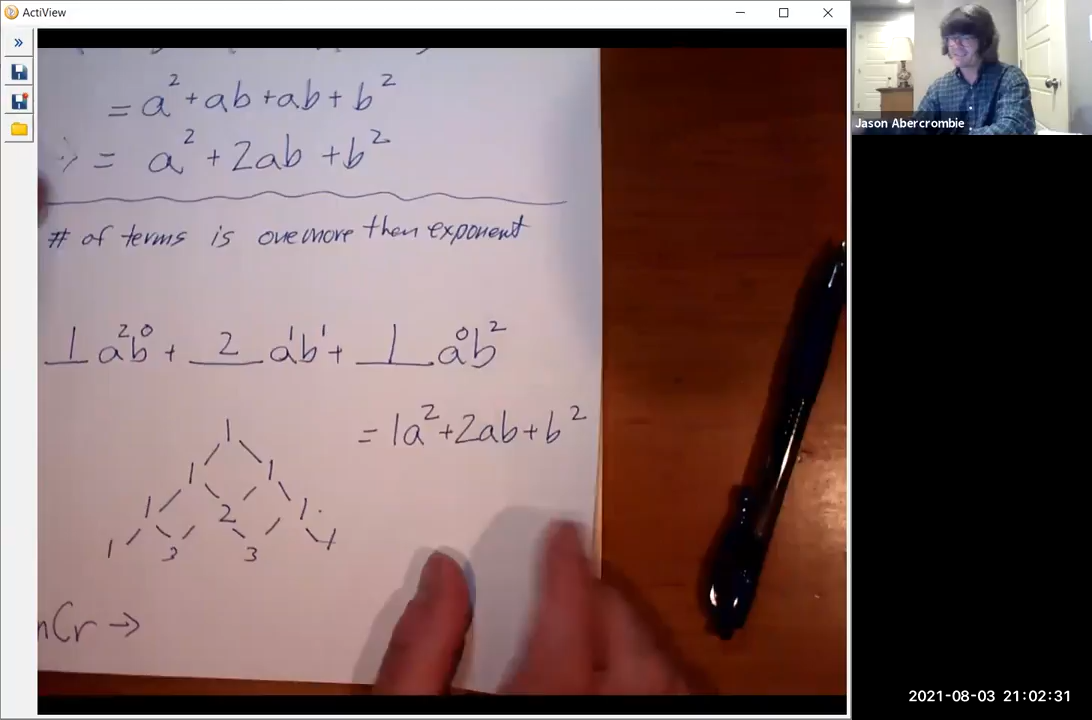 ActiView
= a² + ab + ab + b²
= a² + 2ab + b²
# of terms is one more then exponent
1 a²b⁰ + 2 a¹b¹ + 1 a⁰b²
= 1a² + 2ab + b²
1
1 1
1 2 1
1 3 3 1
nCr →
Jason Abercrombie
2021-08-03 21:02:31